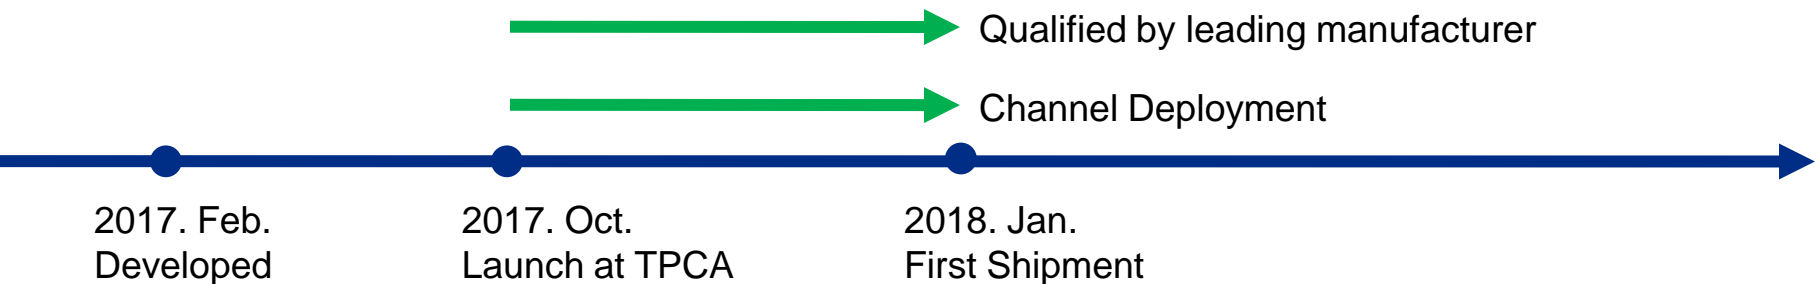 Qualified by leading manufacturer
Channel Deployment
2017. Feb.
Developed
2017. Oct.
Launch at TPCA
2018. Jan.
First Shipment